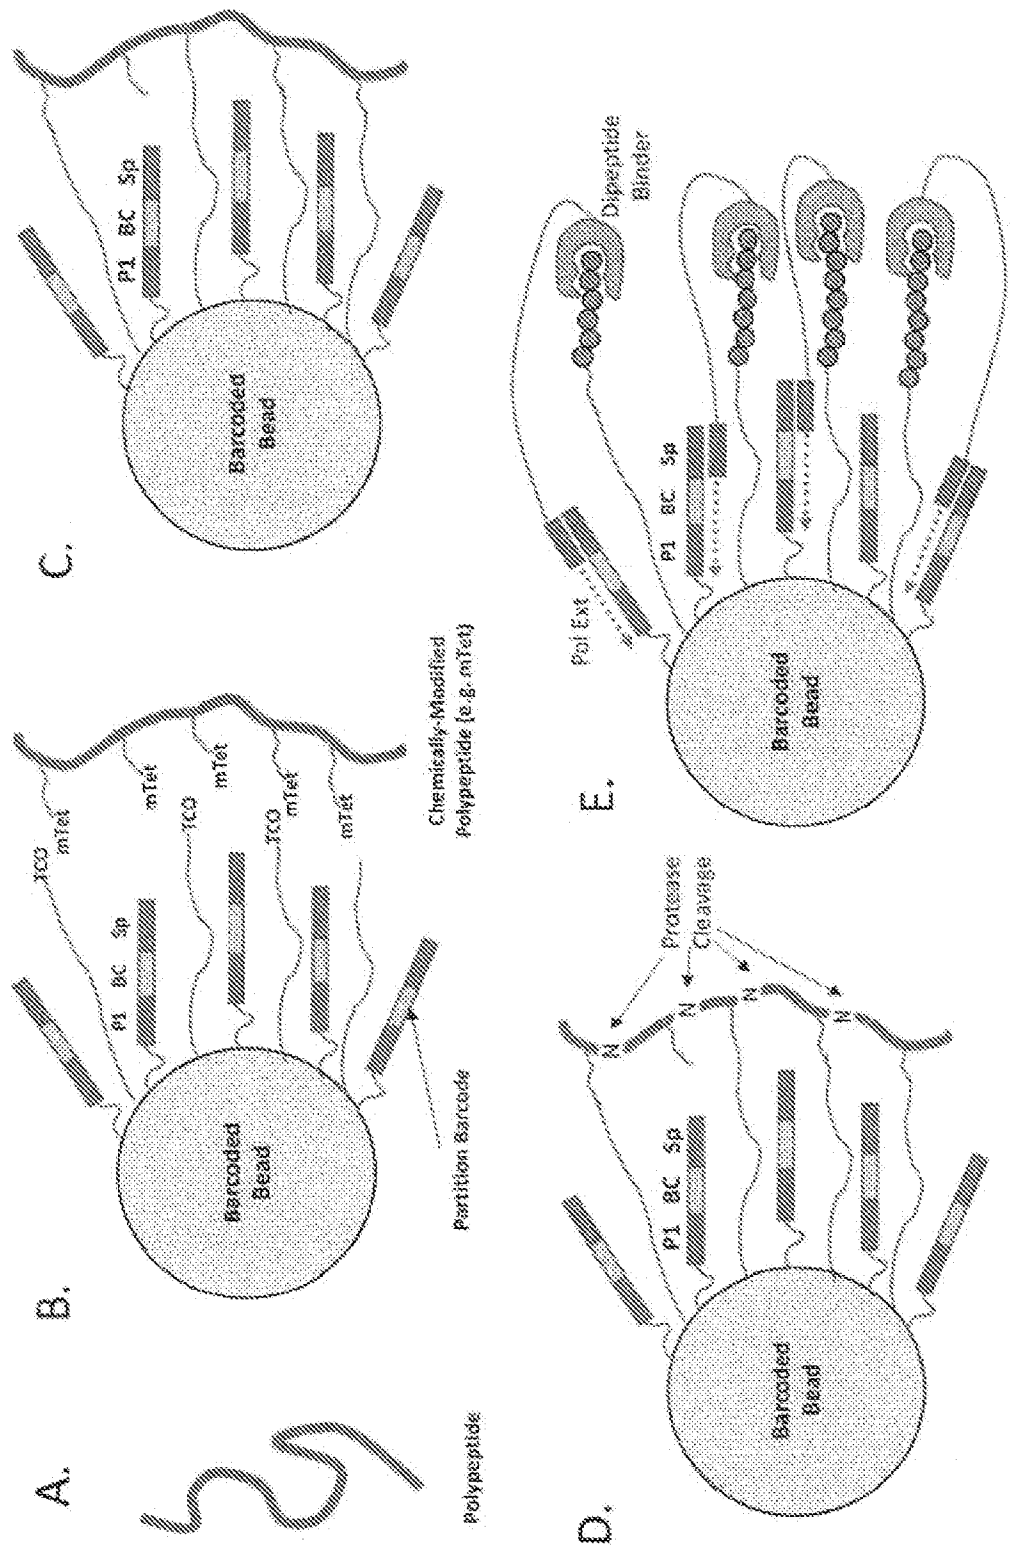 A.
Polypeptide
B.
Barcoded
Bead
P1 BC Sp
TCO
mTet
mTet
TCO
mTet
TCO
mTet
mTet
Partition Barcode
Chemically-Modified
Polypeptide (e.g. mTet)
C.
Barcoded
Bead
P1 BC Sp
D.
Barcoded
Bead
P1 BC Sp
N
N
N
N
Protease
Cleavage
E.
Barcoded
Bead
Pol Ext
P1 BC Sp
Dipeptide
Binder